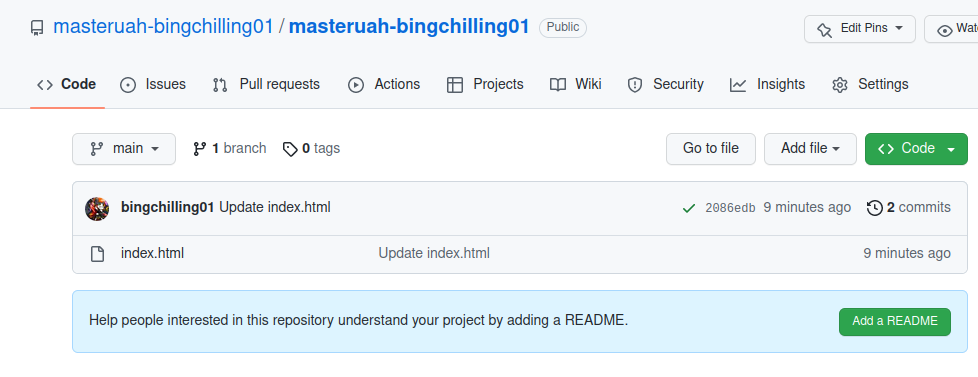 masteruah-bingchilling01 / masteruah-bingchilling01 Public Edit Pins
Code Issues Pull requests Actions Projects Wiki Security Insights Settings
main 1 branch 0 tags Go to file Add file Code
bingchilling01 Update index.html 2086edb 9 minutes ago 2 commits
index.html Update index.html 9 minutes ago
Help people interested in this repository understand your project by adding a README. Add a README